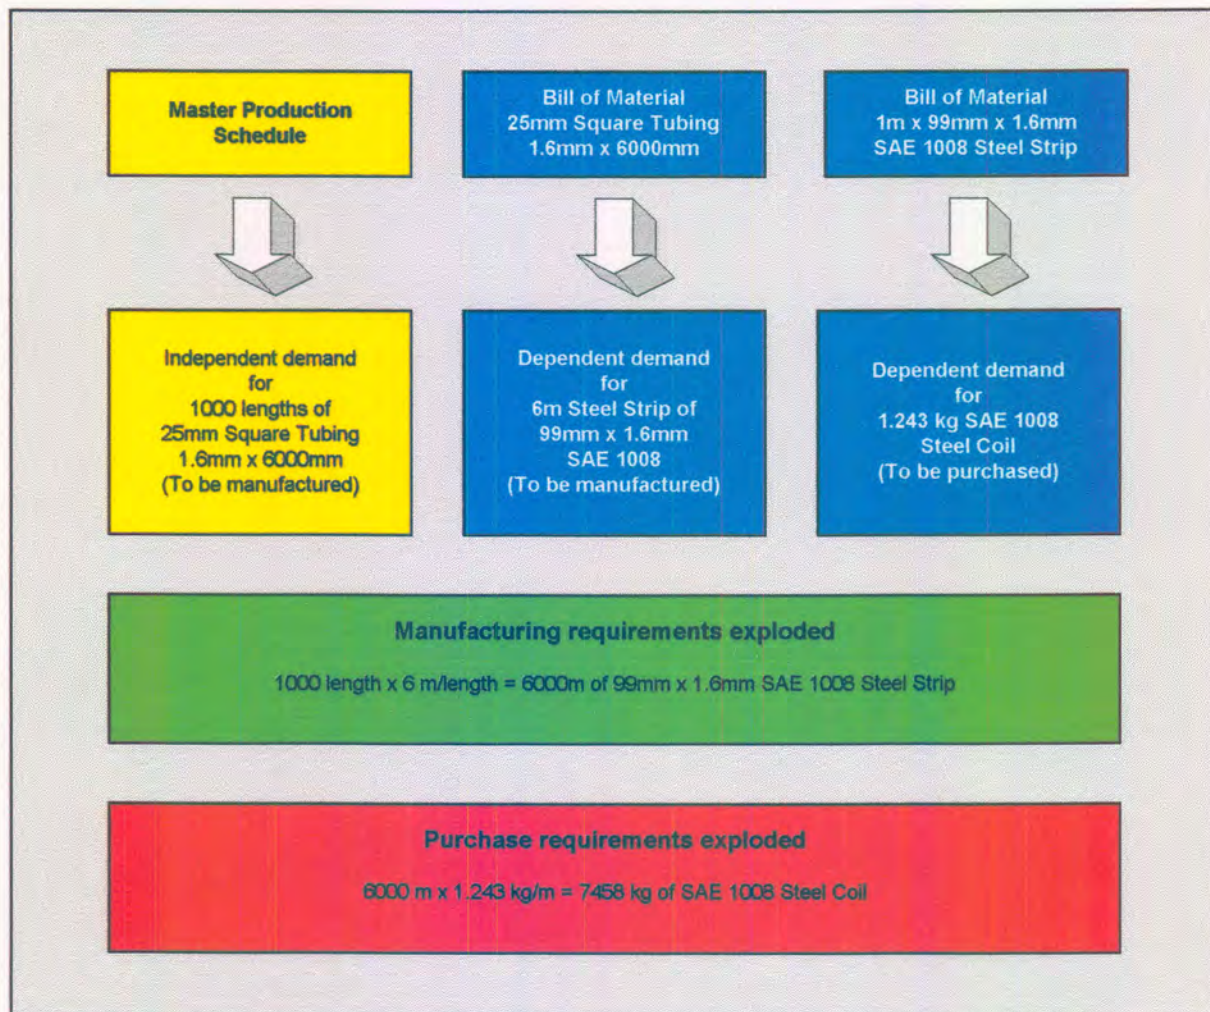 Master Production
Schedule
Bill of Material
25mm Square Tubing
1.6mm x 6000mm
Bill of Material
1m x 99mm x 1.6mm
SAE 1008 Steel Strip
Independent demand
for
1000 lengths of
25mm Square Tubing
1.6mm x 6000mm
(To be manufactured)
Dependent demand
for
6m Steel Strip of
99mm x 1.6mm
SAE 1008
(To be manufactured)
Dependent demand
for
1.243 kg SAE 1008
Steel Coil
(To be purchased)
Manufacturing requirements exploded
1000 length x 6 m/length = 6000m of 99mm x 1.6mm SAE 1008 Steel Strip
Purchase requirements exploded
6000 m x 1.243 kg/m = 7458 kg of SAE 1008 Steel Coil